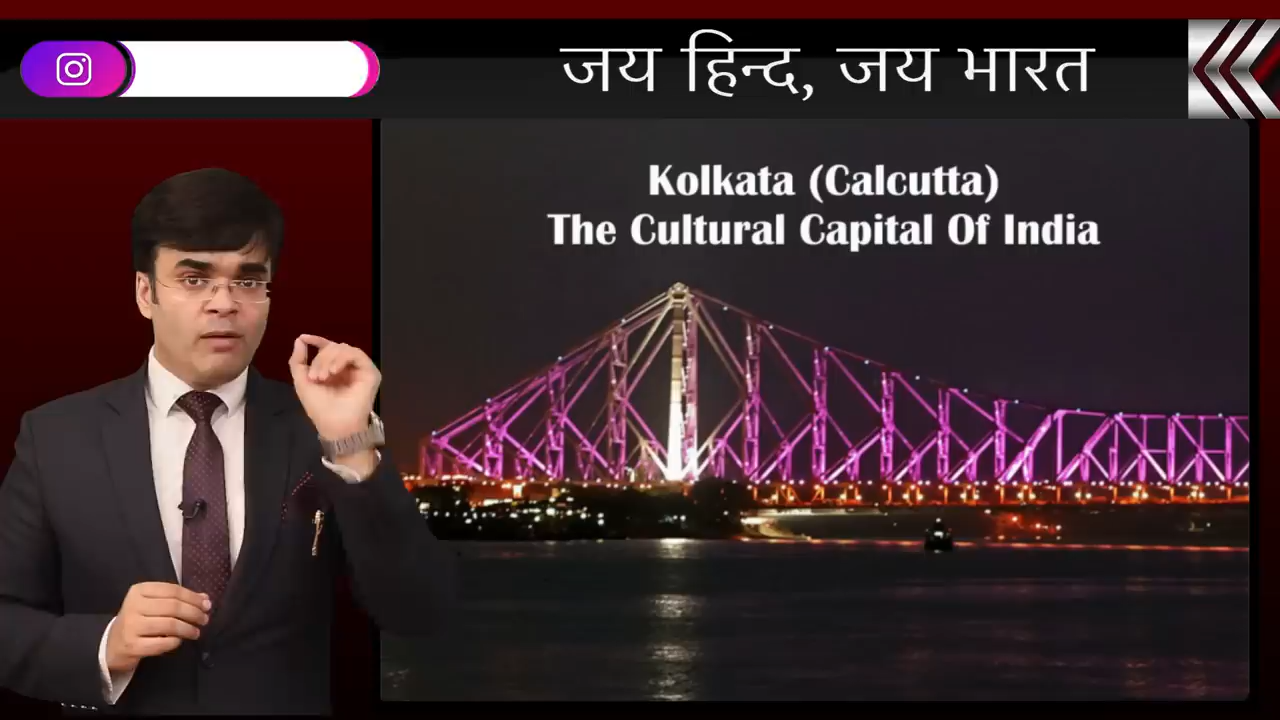 जय हिन्द, जय भारत
Kolkata (Calcutta)
The Cultural Capital Of India